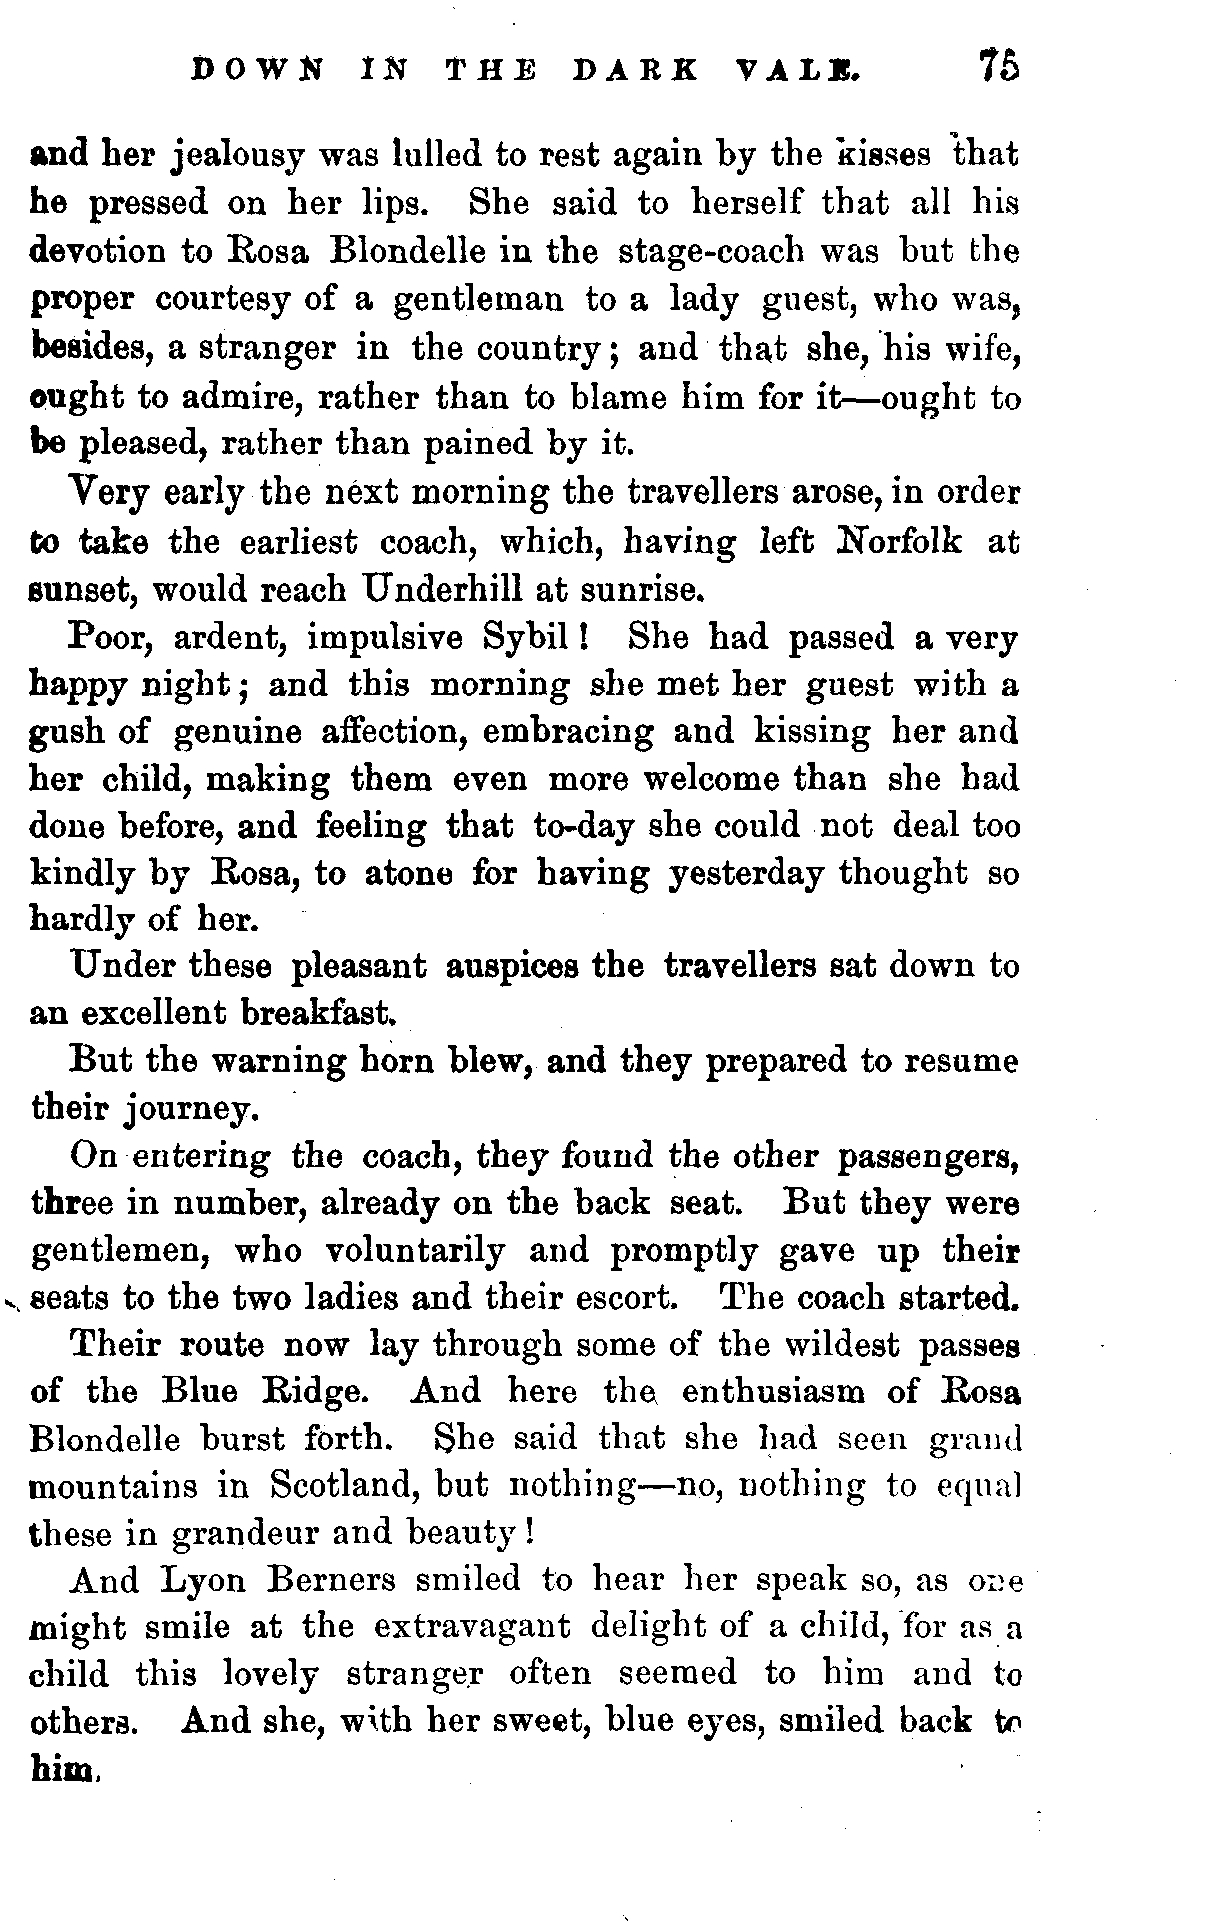 DOWN IN THE DARK VALE. 75
and her jealousy was lulled to rest again by the kisses that
he pressed on her lips. She said to herself that all his
devotion to Rosa Blondelle in the stage-coach was but the
proper courtesy of a gentleman to a lady guest, who was,
besides, a stranger in the country; and that she, his wife,
ought to admire, rather than to blame him for it—ought to
be pleased, rather than pained by it.
Very early the next morning the travellers arose, in order
to take the earliest coach, which, having left Norfolk at
sunset, would reach Underhill at sunrise.
Poor, ardent, impulsive Sybil! She had passed a very
happy night; and this morning she met her guest with a
gush of genuine affection, embracing and kissing her and
her child, making them even more welcome than she had
done before, and feeling that to-day she could not deal too
kindly by Rosa, to atone for having yesterday thought so
hardly of her.
Under these pleasant auspices the travellers sat down to
an excellent breakfast.
But the warning horn blew, and they prepared to resume
their journey.
On entering the coach, they found the other passengers,
three in number, already on the back seat. But they were
gentlemen, who voluntarily and promptly gave up their
seats to the two ladies and their escort. The coach started.
Their route now lay through some of the wildest passes
of the Blue Ridge. And here the enthusiasm of Rosa
Blondelle burst forth. She said that she had seen grand
mountains in Scotland, but nothing—no, nothing to equal
these in grandeur and beauty!
And Lyon Berners smiled to hear her speak so, as one
might smile at the extravagant delight of a child, for as a
child this lovely stranger often seemed to him and to
others. And she, with her sweet, blue eyes, smiled back to
him.